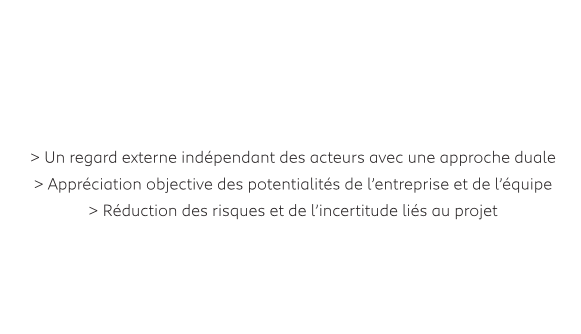 > Un regard externe indépendant des acteurs avec une approche duale
> Appréciation objective des potentialités de l’entreprise et de l’équipe
> Réduction des risques et de l’incertitude liés au projet